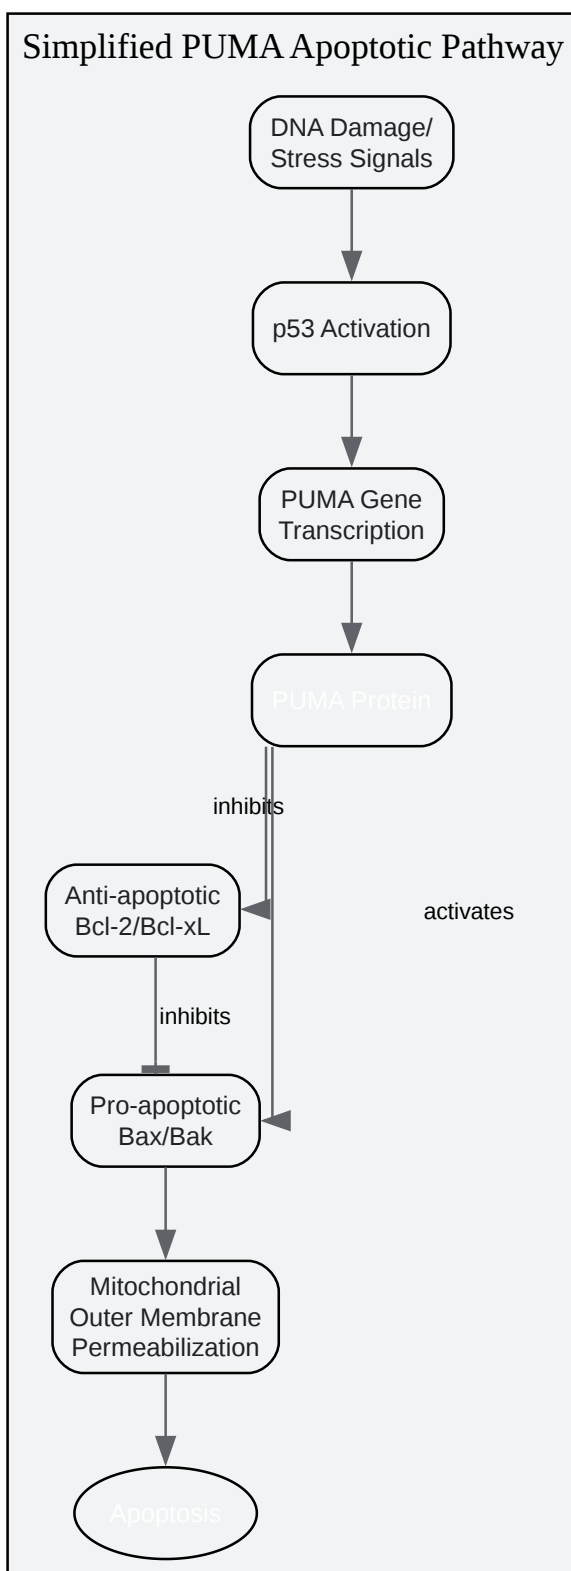 Simplified PUMA Apoptotic Pathway
DNA Damage/
Stress Signals
p53 Activation
PUMA Gene
Transcription
PUMA Protein
inhibits
Anti-apoptotic
Bcl-2/Bcl-xL
activates
inhibits
Pro-apoptotic
Bax/Bak
Mitochondrial
Outer Membrane
Permeabilization
Apoptosis